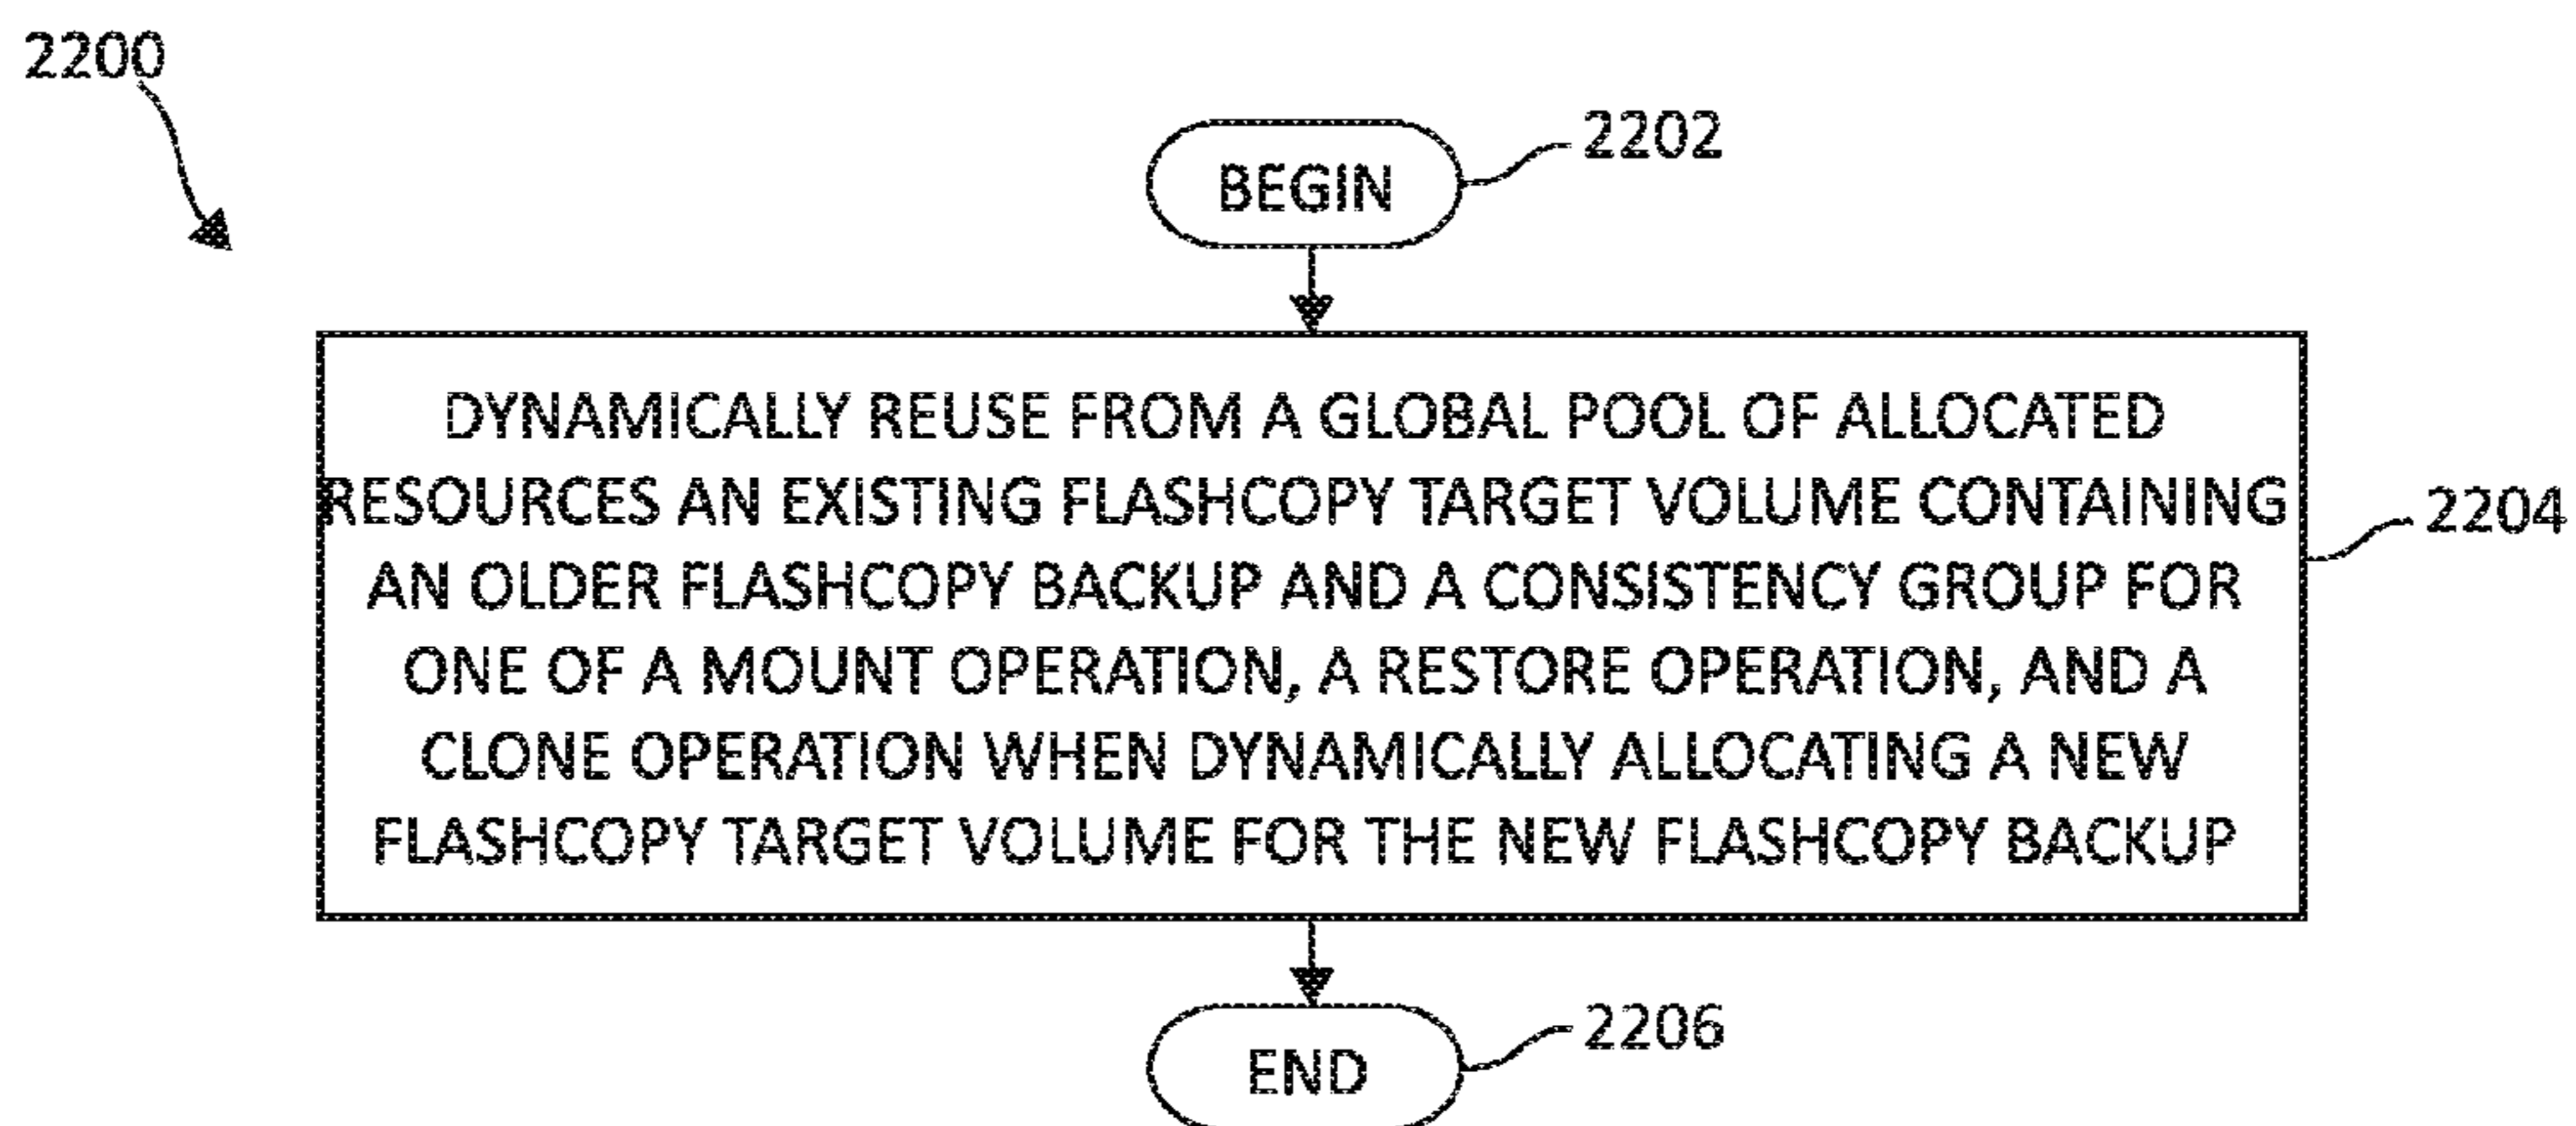 2200
BEGIN
2202
DYNAMICALLY REUSE FROM A GLOBAL POOL OF ALLOCATED
RESOURCES AN EXISTING FLASHCOPY TARGET VOLUME CONTAINING
AN OLDER FLASHCOPY BACKUP AND A CONSISTENCY GROUP FOR
ONE OF A MOUNT OPERATION, A RESTORE OPERATION, AND A
CLONE OPERATION WHEN DYNAMICALLY ALLOCATING A NEW
FLASHCOPY TARGET VOLUME FOR THE NEW FLASHCOPY BACKUP
2204
END
2206